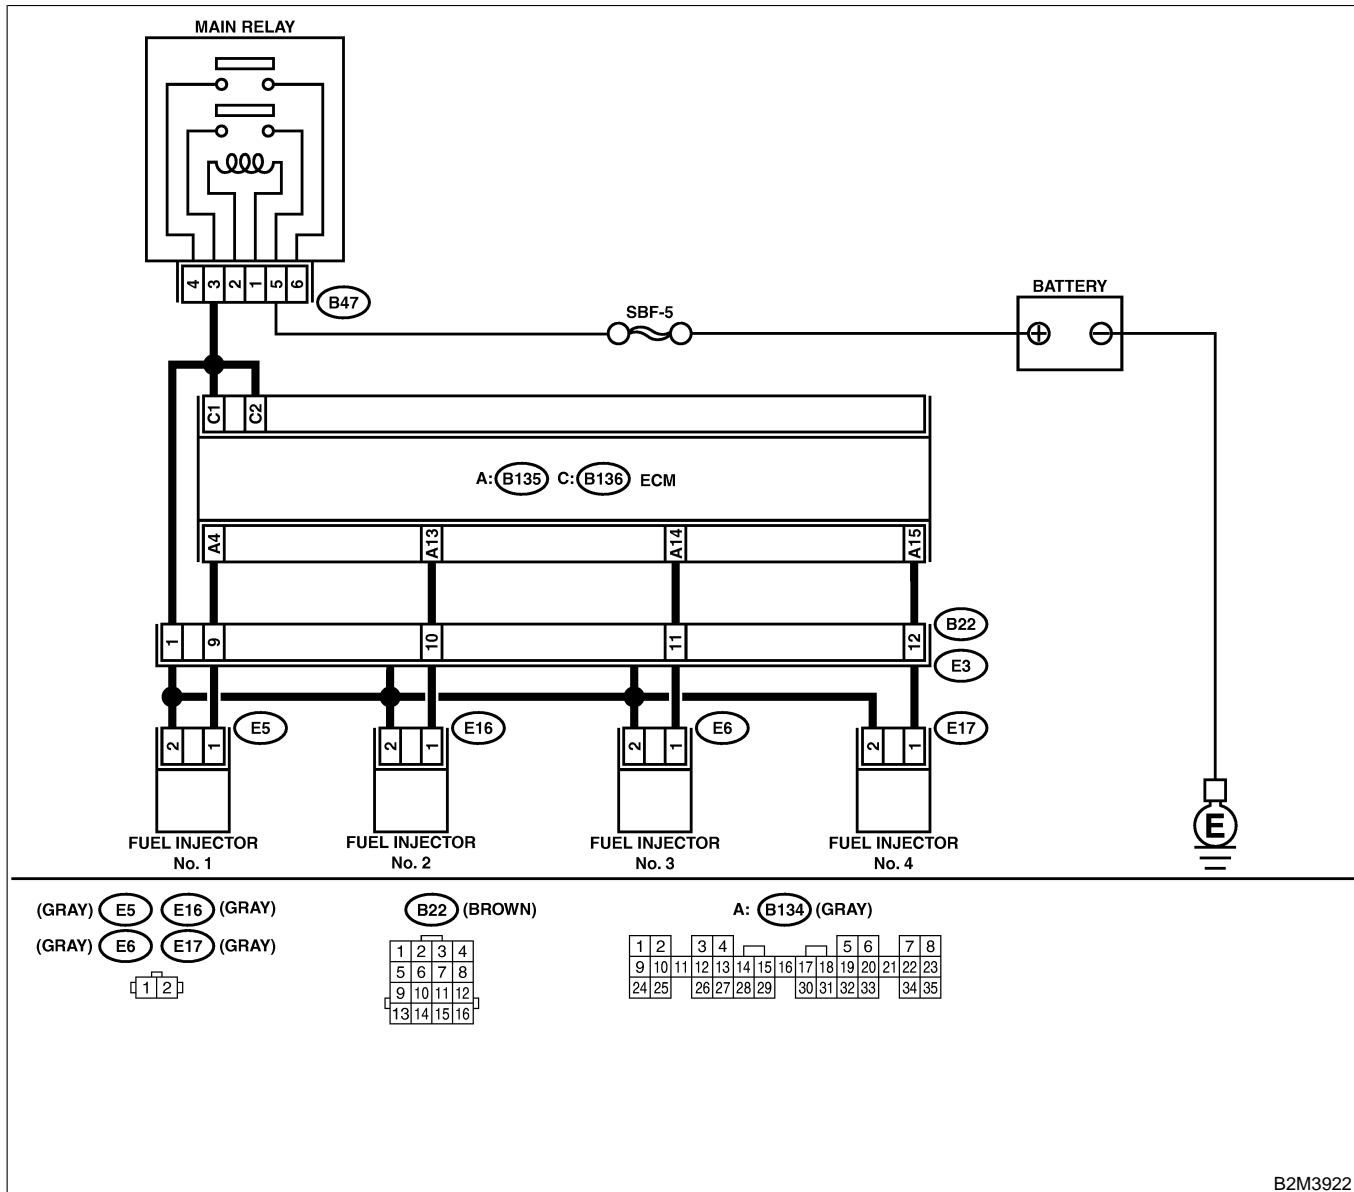 MAIN RELAY
4 3 2 1 5 6
B47
SBF-5
BATTERY
C1 C2
A: B135 C: B136 ECM
A4 A13 A14 A15
1 9 10 11 12
B22
E3
2 1 E5
2 1 E16
2 1 E6
2 1 E17
FUEL INJECTOR
No. 1
FUEL INJECTOR
No. 2
FUEL INJECTOR
No. 3
FUEL INJECTOR
No. 4
E
(GRAY) E5 E16 (GRAY)
(GRAY) E6 E17 (GRAY)
1 2
B22 (BROWN)
1 2 3 4
5 6 7 8
9 10 11 12
13 14 15 16
A: B134 (GRAY)
1 2 3 4 5 6 7 8
9 10 11 12 13 14 15 16 17 18 19 20 21 22 23
24 25 26 27 28 29 30 31 32 33 34 35
B2M3922